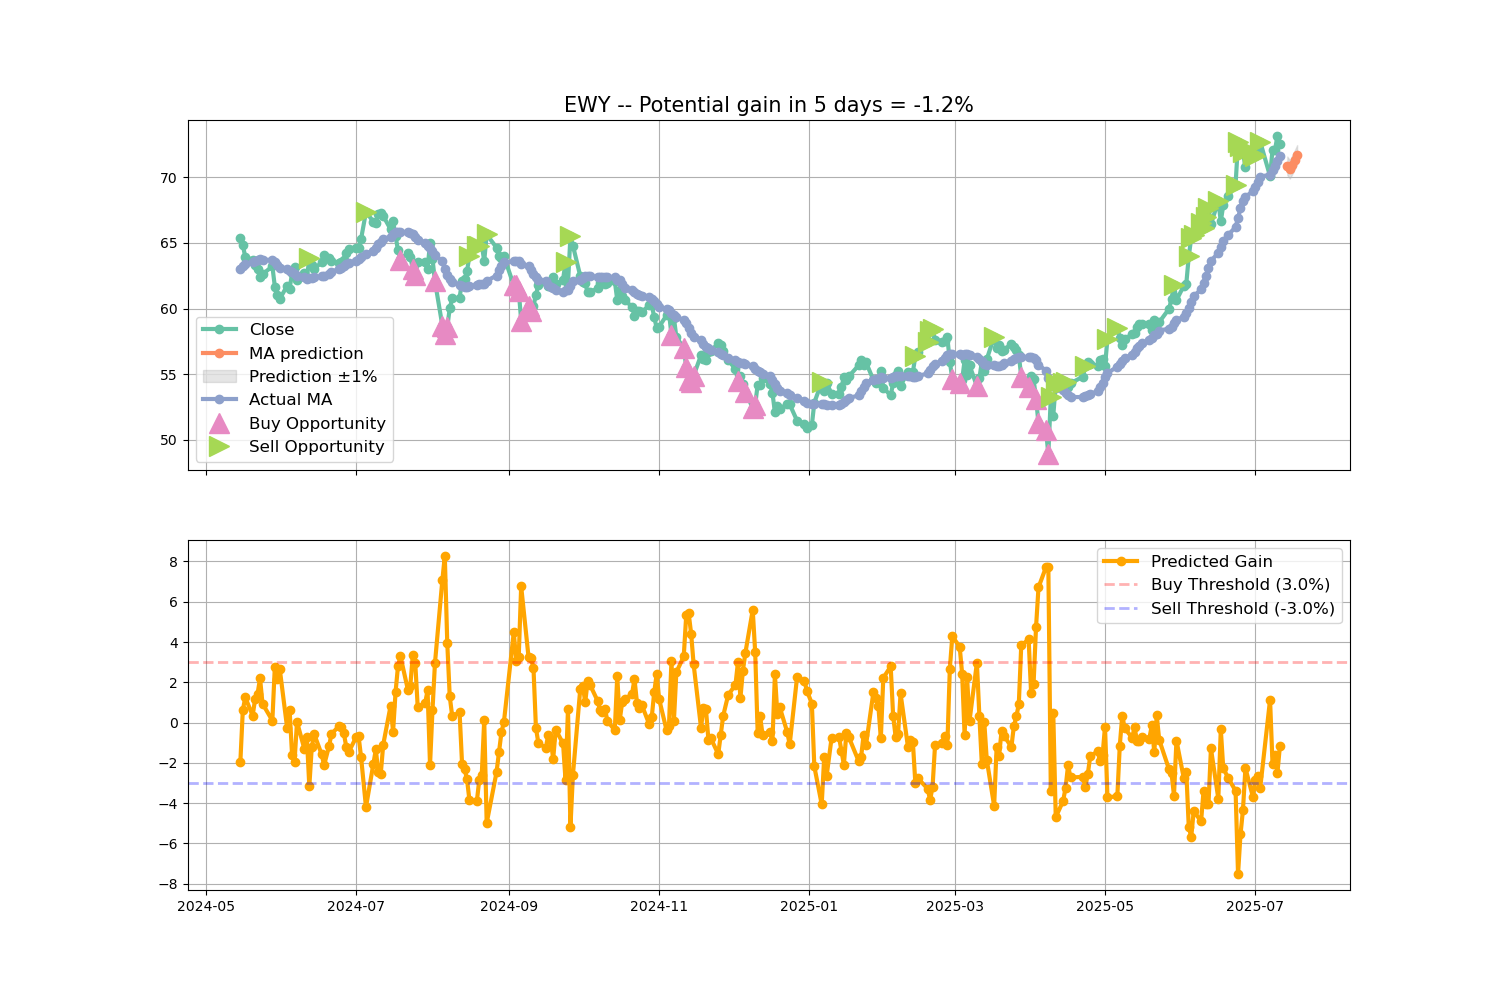 EWY -- Potential gain in 5 days = -1.2%
70
65
60
55
50
Close
MA prediction
Prediction ±1%
Actual MA
Buy Opportunity
Sell Opportunity
8
6
4
2
0
−2
−4
−6
−8
Predicted Gain
Buy Threshold (3.0%)
Sell Threshold (-3.0%)
2024-05
2024-07
2024-09
2024-11
2025-01
2025-03
2025-05
2025-07